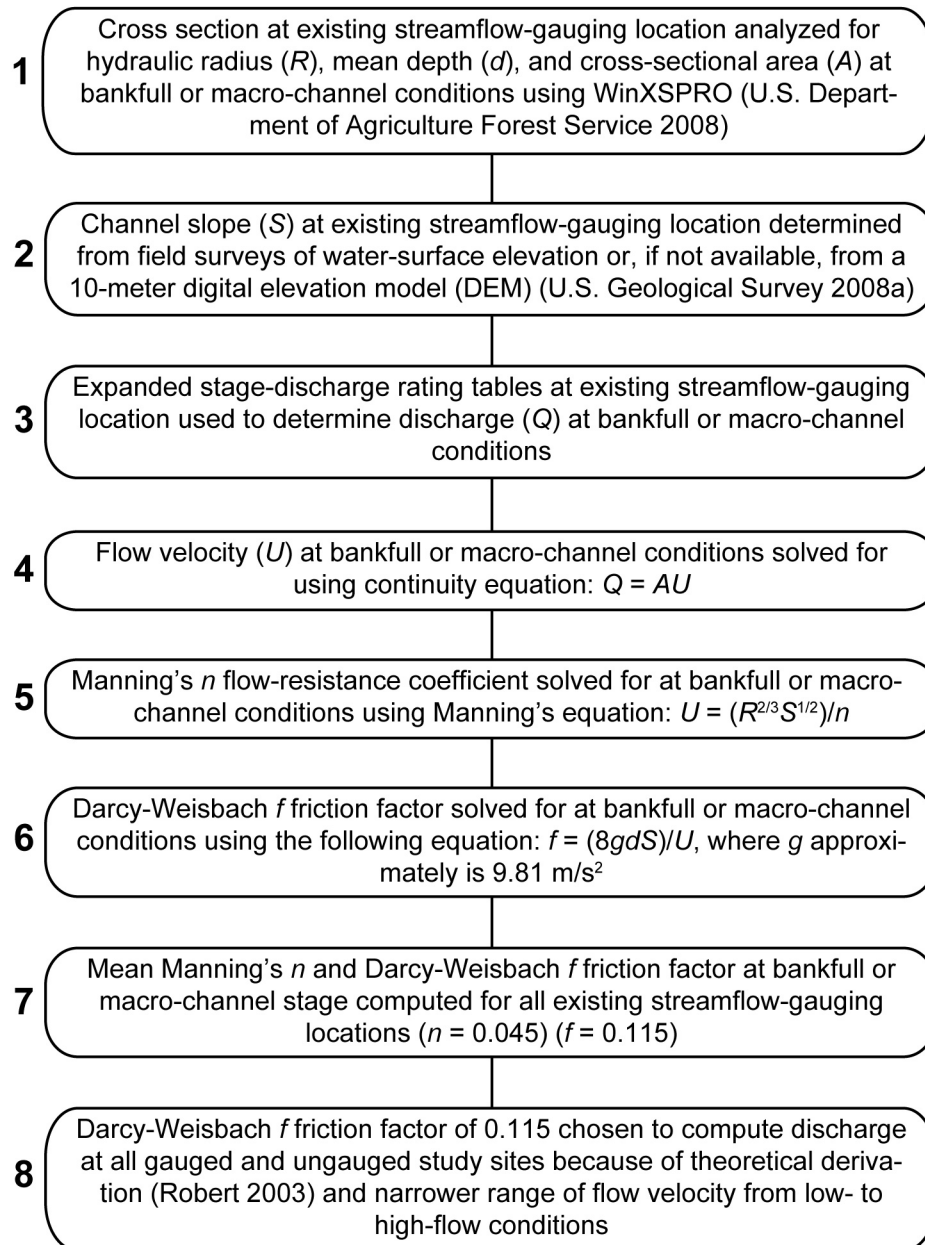 1
Cross section at existing streamflow-gauging location analyzed for
hydraulic radius (R), mean depth (d), and cross-sectional area (A) at
bankfull or macro-channel conditions using WinXSPRO (U.S. Depart-
ment of Agriculture Forest Service 2008)
2
Channel slope (S) at existing streamflow-gauging location determined
from field surveys of water-surface elevation or, if not available, from a
10-meter digital elevation model (DEM) (U.S. Geological Survey 2008a)
3
Expanded stage-discharge rating tables at existing streamflow-gauging
location used to determine discharge (Q) at bankfull or macro-channel
conditions
4
Flow velocity (U) at bankfull or macro-channel conditions solved for
using continuity equation: Q = AU
5
Manning's n flow-resistance coefficient solved for at bankfull or macro-
channel conditions using Manning's equation: U = (R^2/3 S^1/2)/n
6
Darcy-Weisbach f friction factor solved for at bankfull or macro-channel
conditions using the following equation: f = (8gdS)/U, where g approxi-
mately is 9.81 m/s²
7
Mean Manning's n and Darcy-Weisbach f friction factor at bankfull or
macro-channel stage computed for all existing streamflow-gauging
locations (n = 0.045) (f = 0.115)
8
Darcy-Weisbach f friction factor of 0.115 chosen to compute discharge
at all gauged and ungauged study sites because of theoretical deriva-
tion (Robert 2003) and narrower range of flow velocity from low- to
high-flow conditions